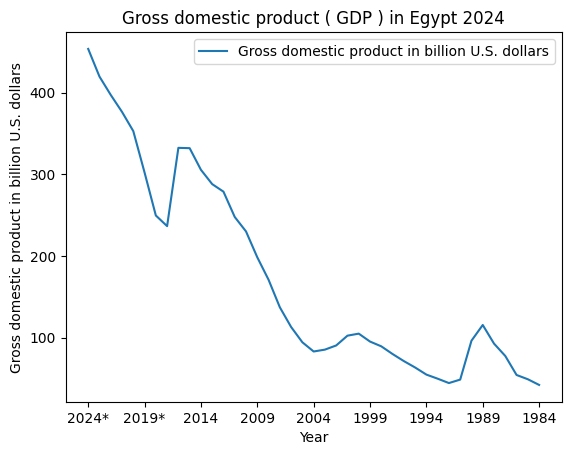 Gross domestic product ( GDP ) in Egypt 2024
Gross domestic product in billion U.S. dollars
Gross domestic product in billion U.S. dollars
400
300
200
100
2024* 2019* 2014 2009 2004 1999 1994 1989 1984
Year